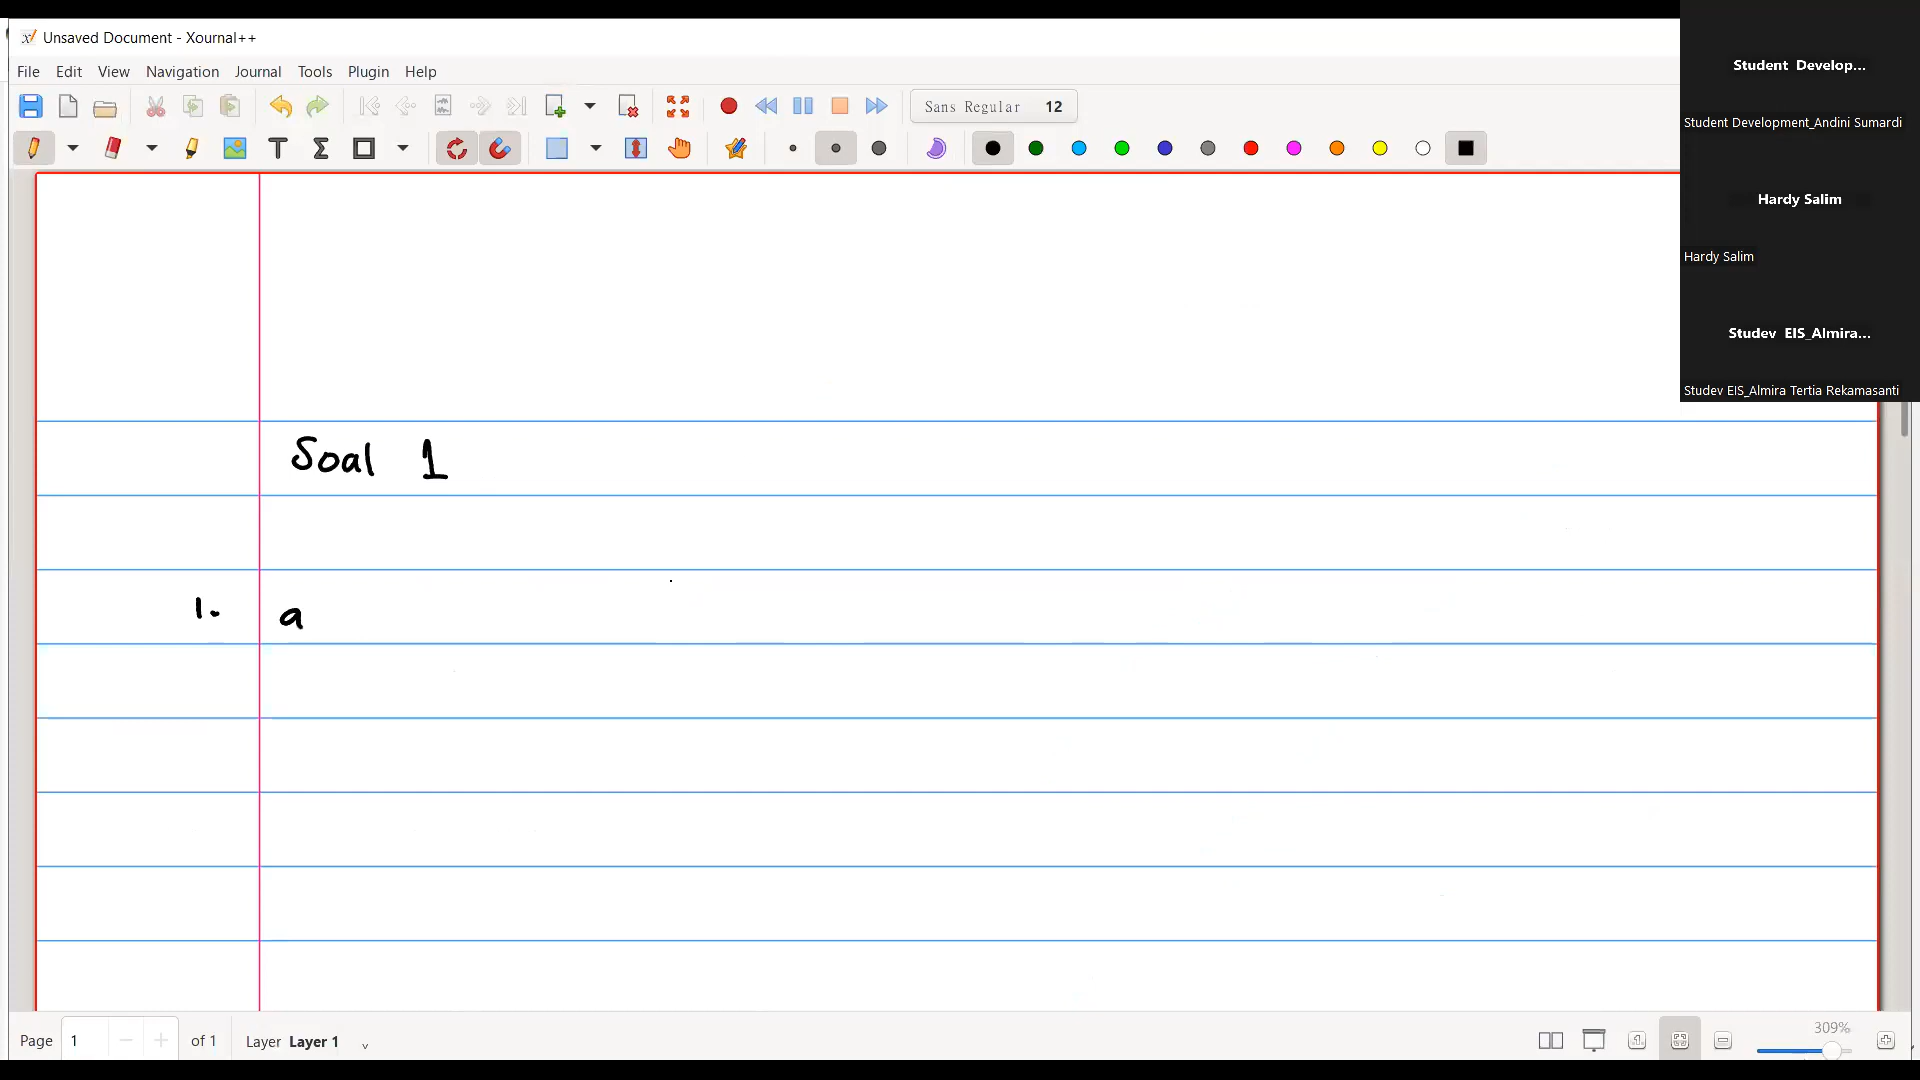 Unsaved Document - Xournal++
Student Develop...
File Edit View Navigation Journal Tools Plugin Help
Sans Regular 12
Student Development_Andini Sumardi
Hardy Salim
Hardy Salim
Studev EIS_Almira...
Studev EIS_Almira Tertia Rekamasanti
Soal 1
1. a
Page 1 of 1 Layer Layer 1
309%